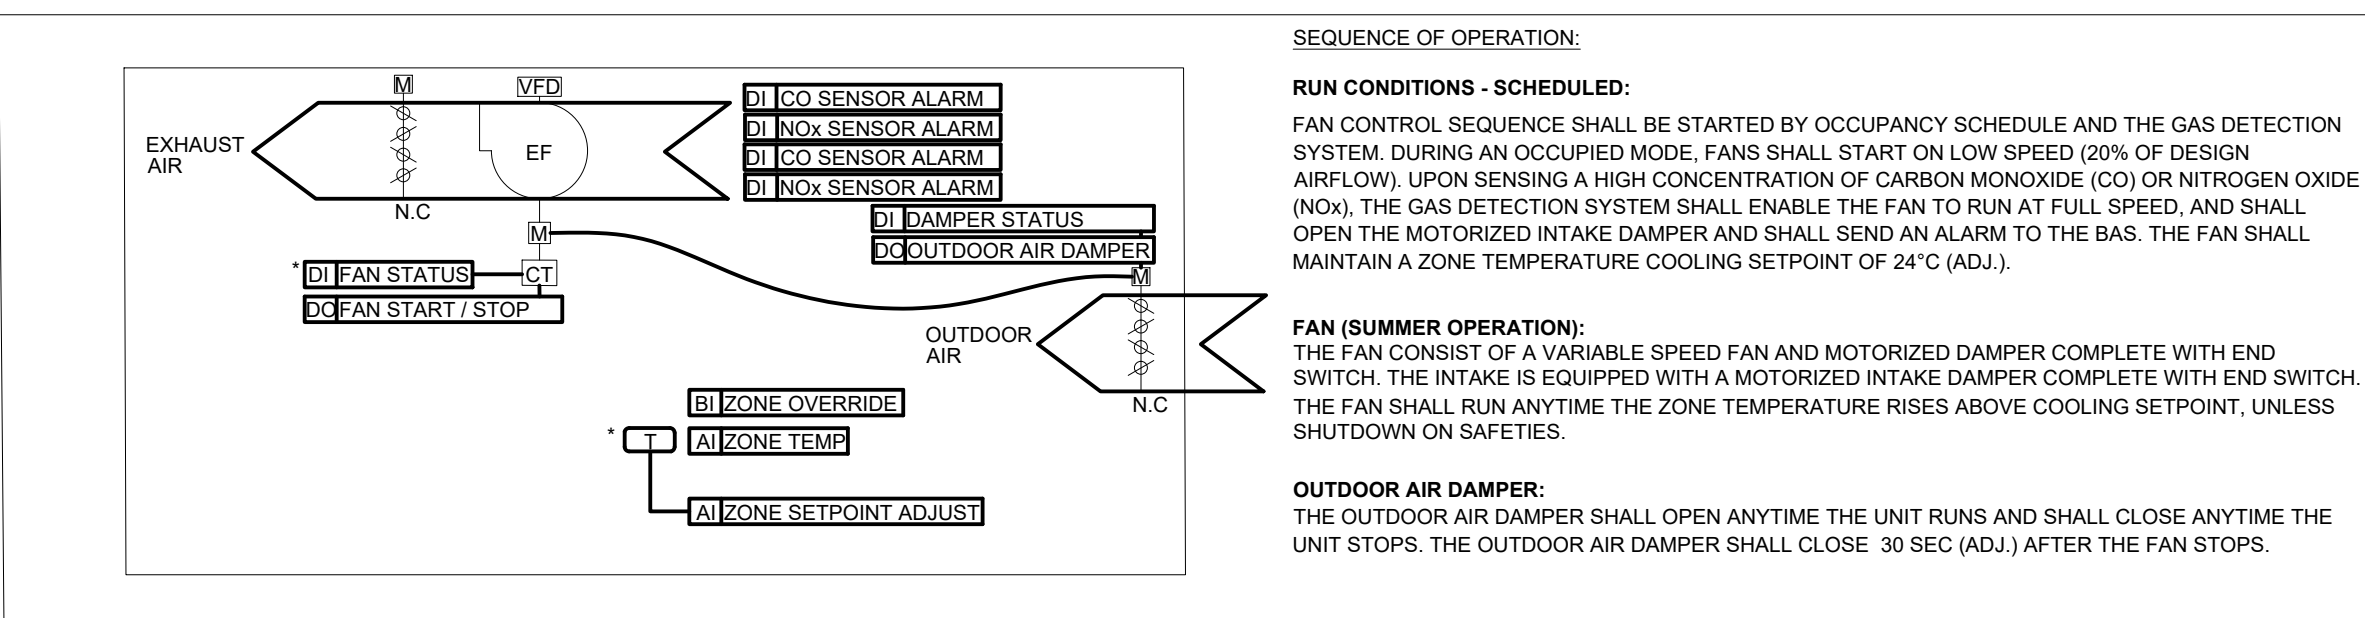 M
VFD
EXHAUST
AIR
EF
N.C
M
* DI FAN STATUS
CT
DO FAN START / STOP
DI CO SENSOR ALARM
DI NOx SENSOR ALARM
DI CO SENSOR ALARM
DI NOx SENSOR ALARM
DI DAMPER STATUS
DO OUTDOOR AIR DAMPER
M
OUTDOOR
AIR
N.C
BI ZONE OVERRIDE
* T AI ZONE TEMP
AI ZONE SETPOINT ADJUST
SEQUENCE OF OPERATION:
RUN CONDITIONS - SCHEDULED:
FAN CONTROL SEQUENCE SHALL BE STARTED BY OCCUPANCY SCHEDULE AND THE GAS DETECTION
SYSTEM. DURING AN OCCUPIED MODE, FANS SHALL START ON LOW SPEED (20% OF DESIGN
AIRFLOW). UPON SENSING A HIGH CONCENTRATION OF CARBON MONOXIDE (CO) OR NITROGEN OXIDE
(NOx), THE GAS DETECTION SYSTEM SHALL ENABLE THE FAN TO RUN AT FULL SPEED, AND SHALL
OPEN THE MOTORIZED INTAKE DAMPER AND SHALL SEND AN ALARM TO THE BAS. THE FAN SHALL
MAINTAIN A ZONE TEMPERATURE COOLING SETPOINT OF 24°C (ADJ.).
FAN (SUMMER OPERATION):
THE FAN CONSIST OF A VARIABLE SPEED FAN AND MOTORIZED DAMPER COMPLETE WITH END
SWITCH. THE INTAKE IS EQUIPPED WITH A MOTORIZED INTAKE DAMPER COMPLETE WITH END SWITCH.
THE FAN SHALL RUN ANYTIME THE ZONE TEMPERATURE RISES ABOVE COOLING SETPOINT, UNLESS
SHUTDOWN ON SAFETIES.
OUTDOOR AIR DAMPER:
THE OUTDOOR AIR DAMPER SHALL OPEN ANYTIME THE UNIT RUNS AND SHALL CLOSE ANYTIME THE
UNIT STOPS. THE OUTDOOR AIR DAMPER SHALL CLOSE 30 SEC (ADJ.) AFTER THE FAN STOPS.